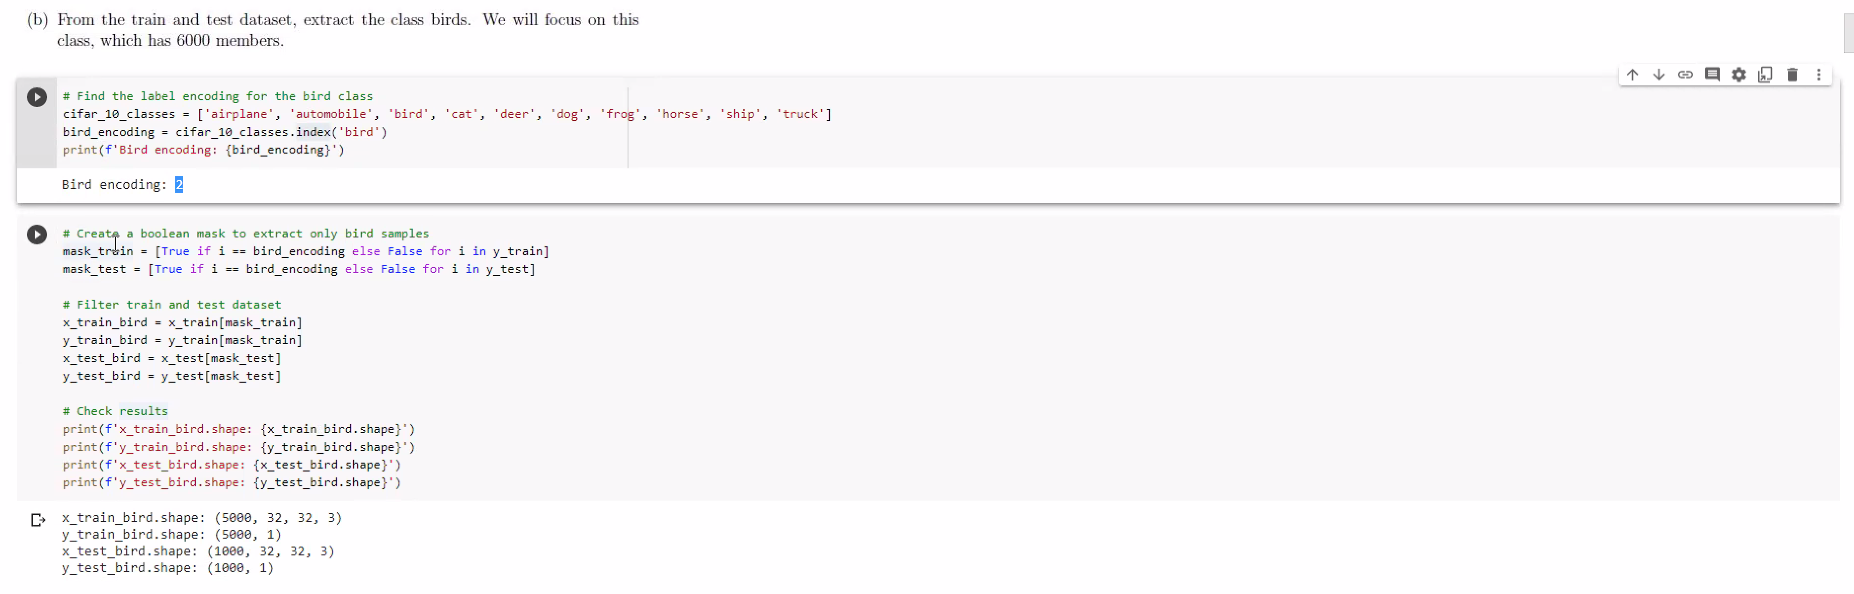 (b) From the train and test dataset, extract the class birds. We will focus on this
class, which has 6000 members.
# Find the label encoding for the bird class
cifar_10_classes = ['airplane', 'automobile', 'bird', 'cat', 'deer', 'dog', 'frog', 'horse', 'ship', 'truck']
bird_encoding = cifar_10_classes.index('bird')
print(f'Bird encoding: {bird_encoding}')
Bird encoding: 2
# Create a boolean mask to extract only bird samples
mask_train = [True if i == bird_encoding else False for i in y_train]
mask_test = [True if i == bird_encoding else False for i in y_test]
# Filter train and test dataset
x_train_bird = x_train[mask_train]
y_train_bird = y_train[mask_train]
x_test_bird = x_test[mask_test]
y_test_bird = y_test[mask_test]
# Check results
print(f'x_train_bird.shape: {x_train_bird.shape}')
print(f'y_train_bird.shape: {y_train_bird.shape}')
print(f'x_test_bird.shape: {x_test_bird.shape}')
print(f'y_test_bird.shape: {y_test_bird.shape}')
x_train_bird.shape: (5000, 32, 32, 3)
y_train_bird.shape: (5000, 1)
x_test_bird.shape: (1000, 32, 32, 3)
y_test_bird.shape: (1000, 1)